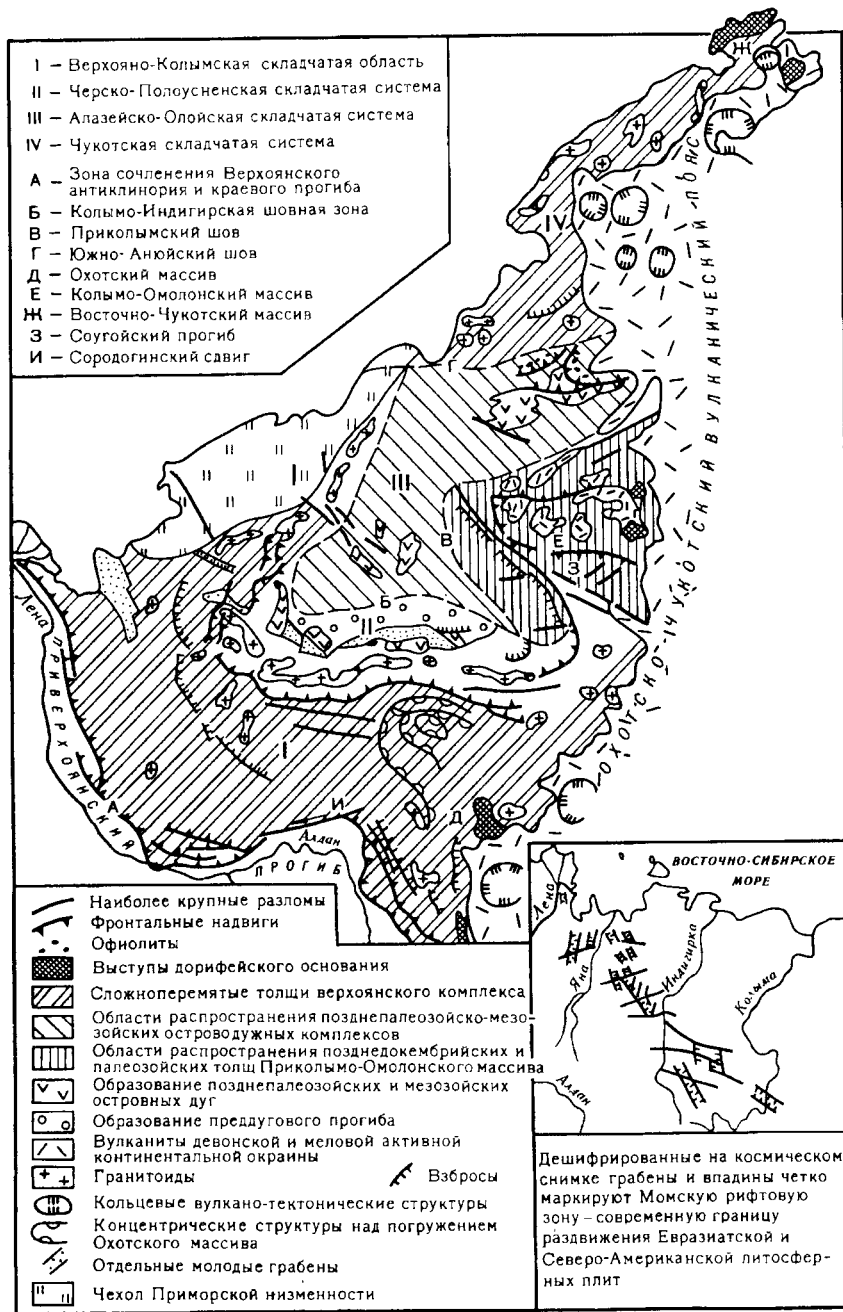 I – Верхояно-Колымская складчатая область
II – Черско-Полоусненская складчатая система
III – Алазейско-Олойская складчатая система
IV – Чукотская складчатая система
А – Зона сочленения Верхоянского
антиклинория и краевого прогиба
Б – Колымо-Индигирская шовная зона
В – Приколымский шов
Г – Южно-Анюйский шов
Д – Охотский массив
Е – Колымо-Омолонский массив
Ж – Восточно-Чукотский массив
З – Соугойский прогиб
И – Сородогинский сдвиг
Ж
IV
Г
III
В
Е
З
Б
II
I
Д
И
А
Лена
Алдан
ПРИВЕРХОЯНСКИЙ
ПРОГИБ
ОХОТСКО-ЧУКОТСКИЙ ВУЛКАНИЧЕСКИЙ ПОЯС
Наиболее крупные разломы
Фронтальные надвиги
Офиолиты
Выступы дорифейского основания
Сложноперемятые толщи верхоянского комплекса
Области распространения позднепалеозойско-мезо-
зойских островодужных комплексов
Области распространения позднедокембрийских и
палеозойских толщ Приколымо-Омолонского массива
Образование позднепалеозойских и мезозойских
островных дуг
Образование преддугового прогиба
Вулканиты девонской и меловой активной
континентальной окраины
Гранитоиды
Взбросы
Кольцевые вулкано-тектонические структуры
Концентрические структуры над погружением
Охотского массива
Отдельные молодые грабены
Чехол Приморской низменности
ВОСТОЧНО-СИБИРСКОЕ
МОРЕ
Лена
Яна
Индигирка
Колыма
Алдан
Дешифрированные на космическом
снимке грабены и впадины четко
маркируют Момскую рифтовую
зону – современную границу
раздвижения Евразиатской и
Северо-Американской литосфер-
ных плит